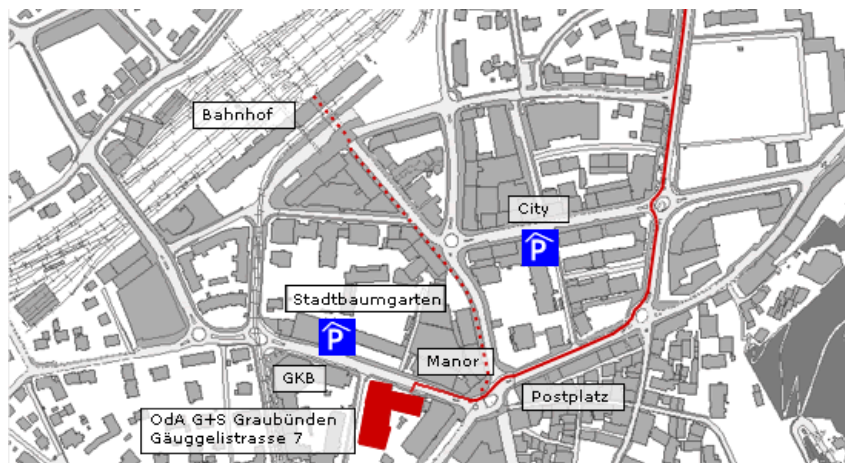 Bahnhof
City
P
Stadtbaumgarten
P
Manor
GKB
Postplatz
OdA G+S Graubünden
Gäuggelistrasse 7